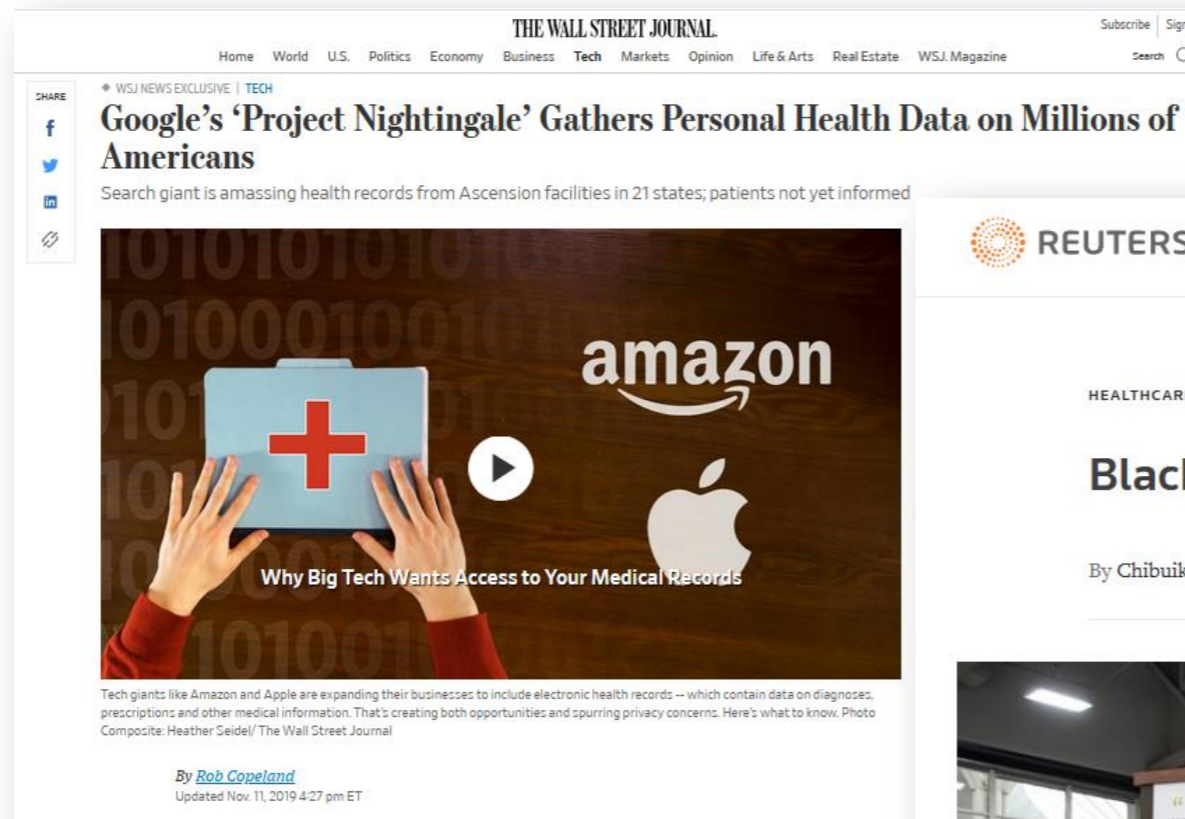 THE WALL STREET JOURNAL.
Subscribe
Home World U.S. Politics Economy Business Tech Markets Opinion Life & Arts Real Estate WSJ. Magazine
Search
SHARE
WSJ NEWS EXCLUSIVE | TECH
Google's 'Project Nightingale' Gathers Personal Health Data on Millions of
Americans
Search giant is amassing health records from Ascension facilities in 21 states; patients not yet informed
amazon
Why Big Tech Wants Access to Your Medical Records
Tech giants like Amazon and Apple are expanding their businesses to include electronic health records -- which contain data on diagnoses,
prescriptions and other medical information. That's creating both opportunities and spurring privacy concerns. Here's what to know. Photo
Composite: Heather Seidel/ The Wall Street Journal
By Rob Copeland
Updated Nov. 11, 2019 4:27 pm ET
REUTERS
By